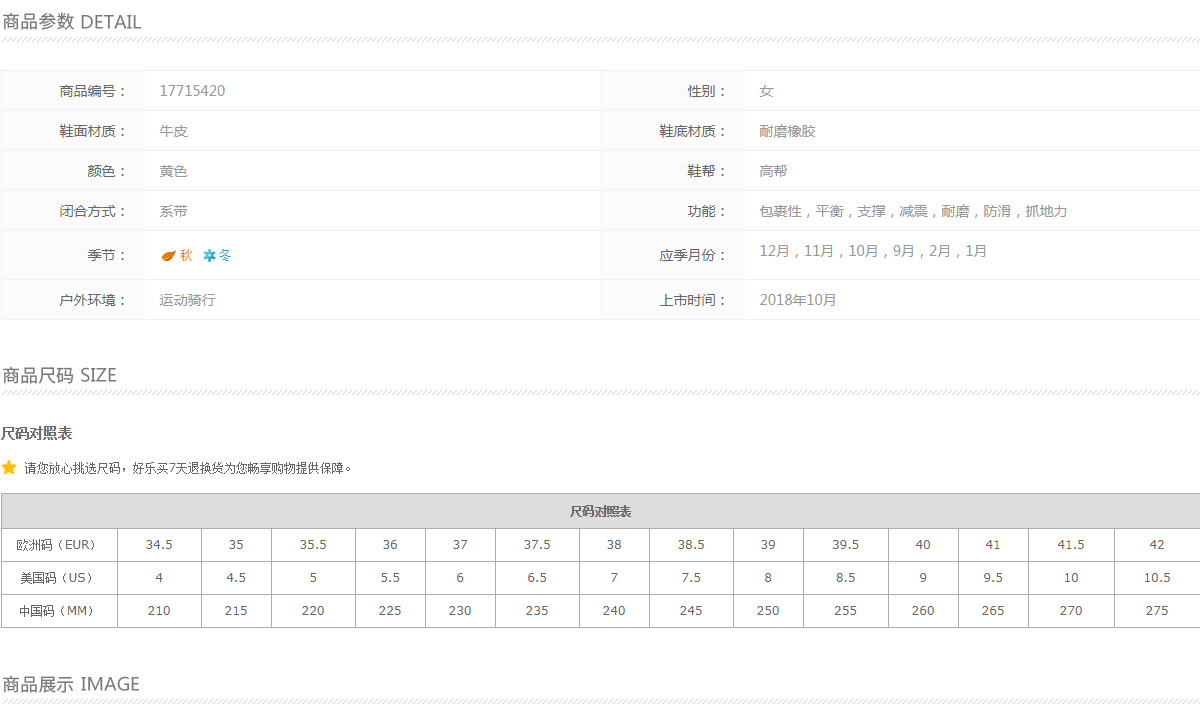 商品参数 DETAIL
商品编号： 17715420 性别： 女
鞋面材质： 牛皮 鞋底材质： 耐磨橡胶
颜色： 黄色 鞋帮： 高帮
闭合方式： 系带 功能： 包裹性，平衡，支撑，减震，耐磨，防滑，抓地力
季节： 秋 冬 应季月份： 12月，11月，10月，9月，2月，1月
户外环境： 运动骑行 上市时间： 2018年10月
商品尺码 SIZE
尺码对照表
请您放心挑选尺码，好乐买7天退换货为您畅享购物提供保障。
尺码对照表
欧洲码（EUR） 34.5 35 35.5 36 37 37.5 38 38.5 39 39.5 40 41 41.5 42
美国码（US） 4 4.5 5 5.5 6 6.5 7 7.5 8 8.5 9 9.5 10 10.5
中国码（MM） 210 215 220 225 230 235 240 245 250 255 260 265 270 275
商品展示 IMAGE